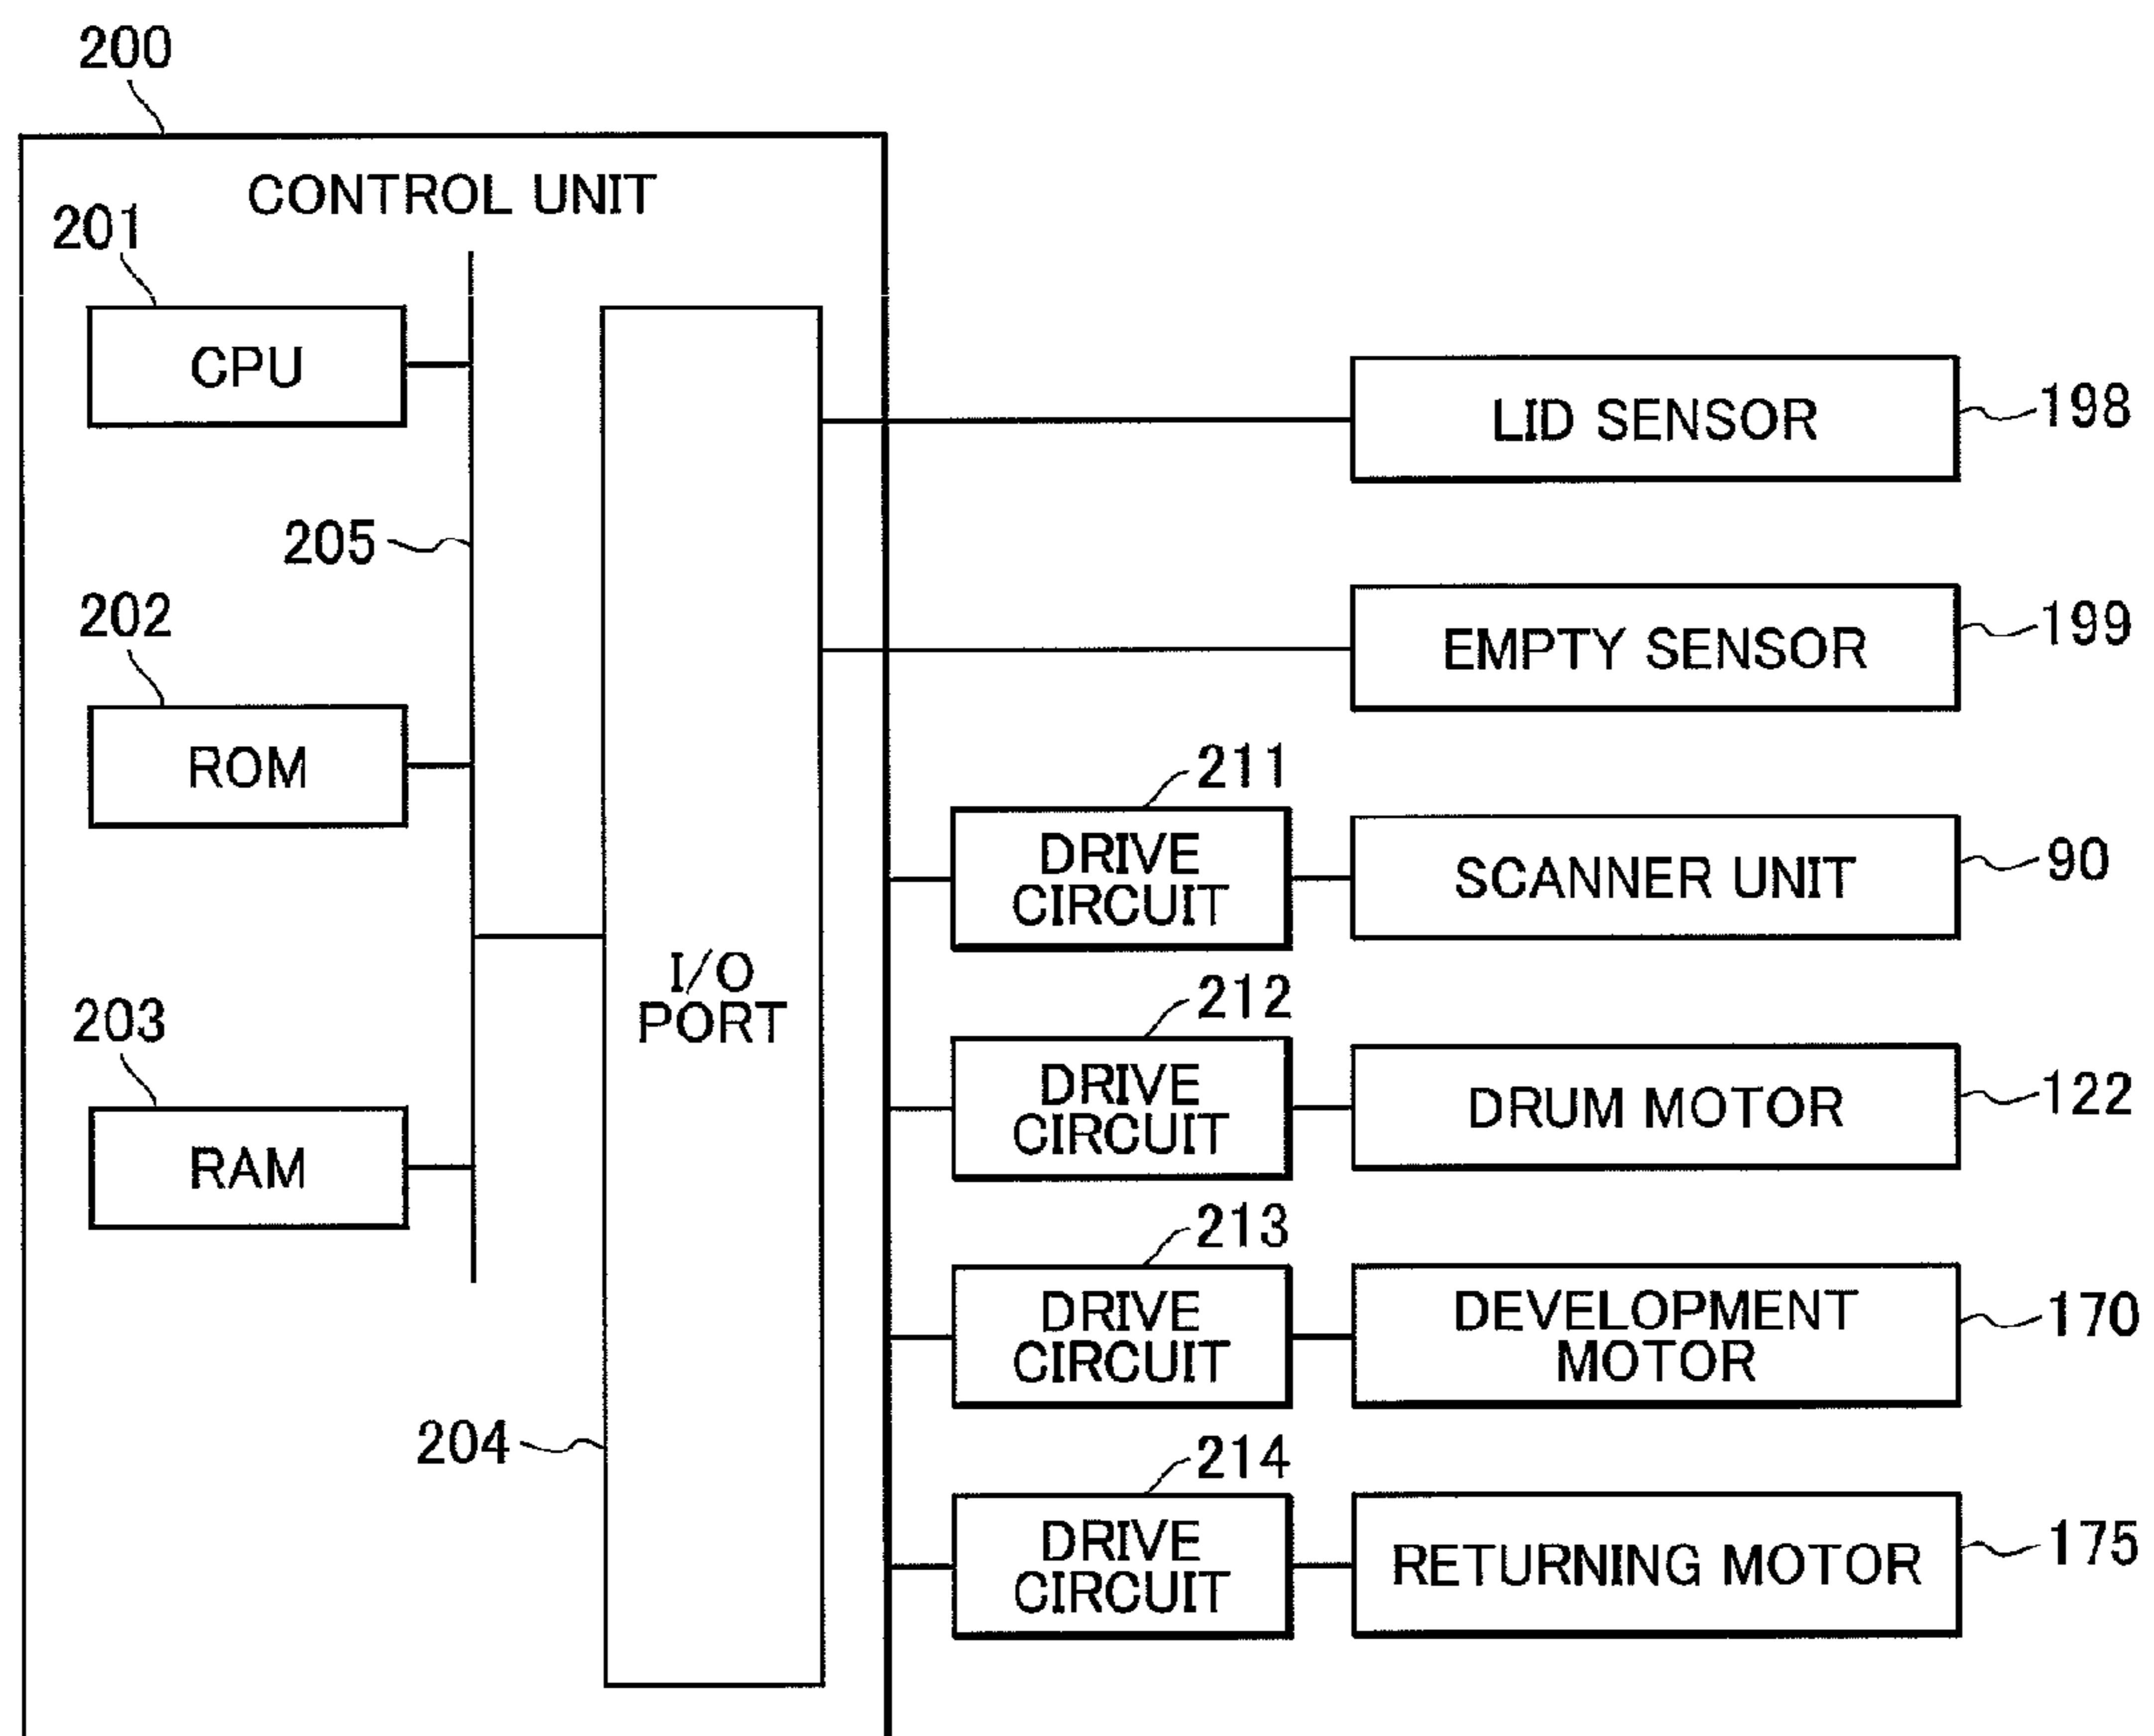 200
CONTROL UNIT
201
CPU
205
202
ROM
203
RAM
I/O
PORT
204
LID SENSOR
198
EMPTY SENSOR
199
211
DRIVE
CIRCUIT
SCANNER UNIT
90
212
DRIVE
CIRCUIT
DRUM MOTOR
122
213
DRIVE
CIRCUIT
DEVELOPMENT
MOTOR
170
214
DRIVE
CIRCUIT
RETURNING MOTOR
175